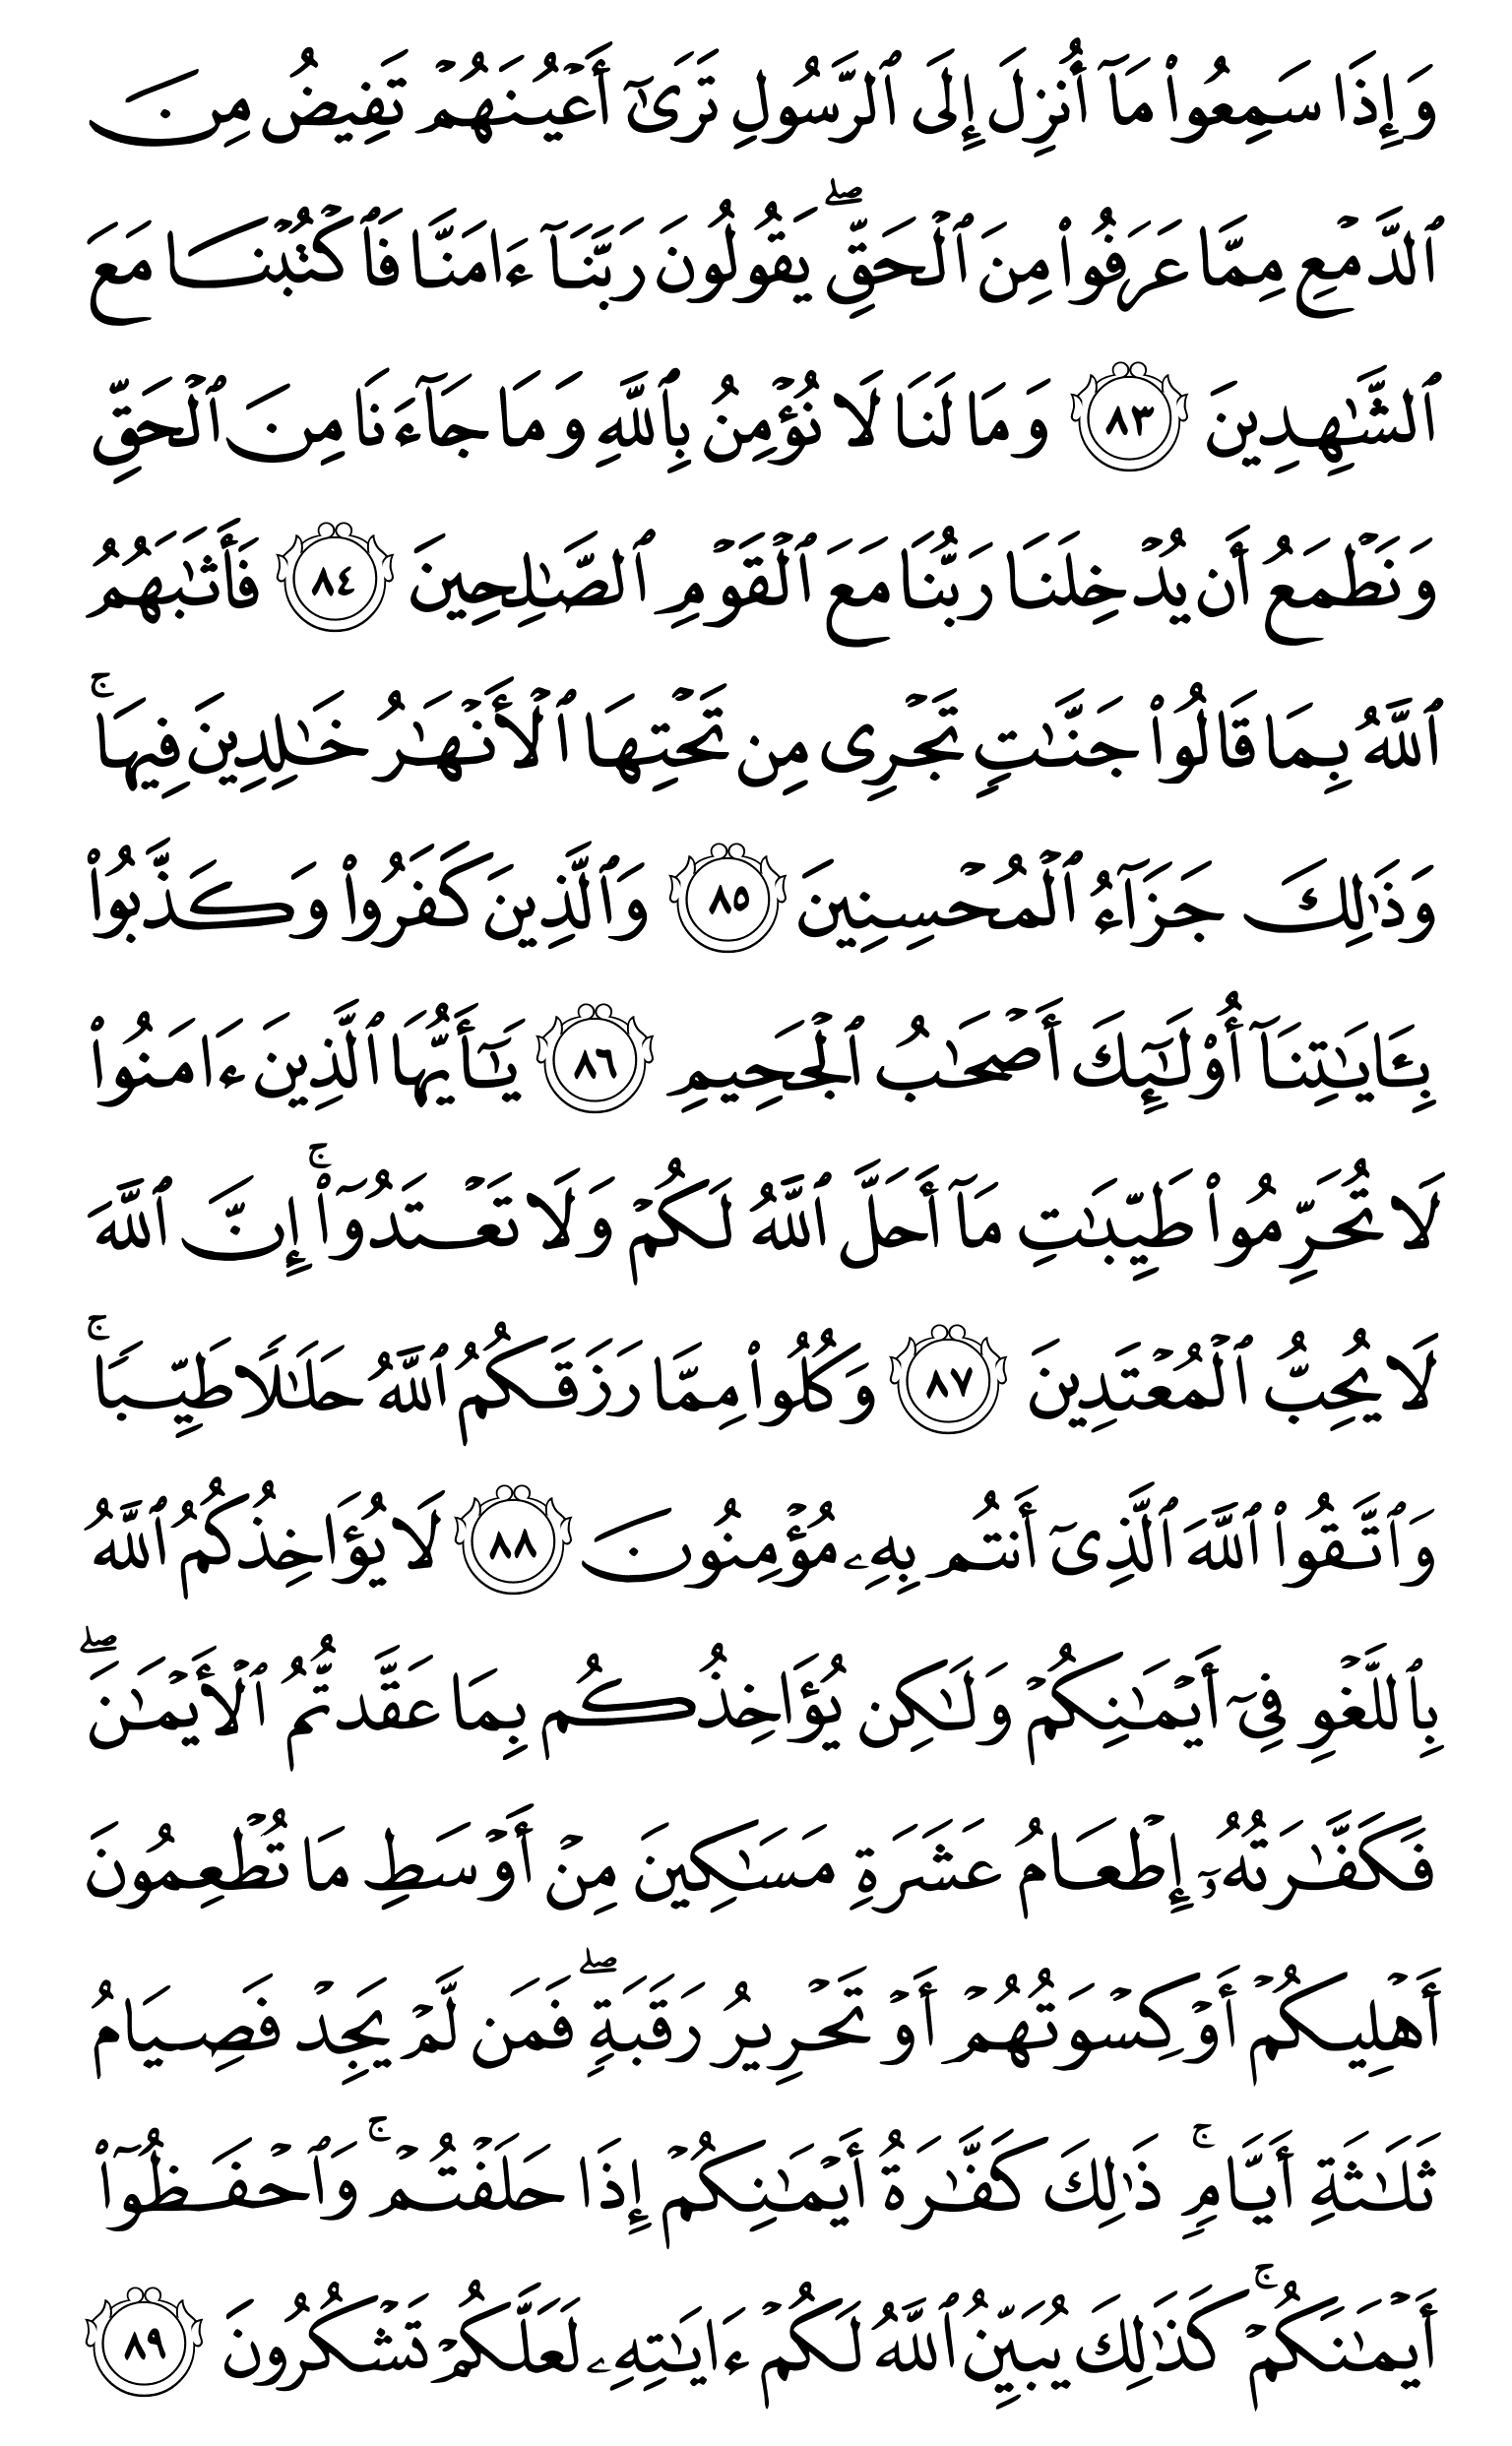 وَإِذَا سَمِعُوا۟ مَآ أُنزِلَ إِلَى ٱلرَّسُولِ تَرَىٰٓ أَعْيُنَهُمْ تَفِيضُ مِنَ
ٱلدَّمْعِ مِمَّا عَرَفُوا۟ مِنَ ٱلْحَقِّ ۖ يَقُولُونَ رَبَّنَآ ءَامَنَّا فَٱكْتُبْنَا مَعَ
ٱلشَّٰهِدِينَ ٨٣ وَمَا لَنَا لَا نُؤْمِنُ بِٱللَّهِ وَمَا جَآءَنَا مِنَ ٱلْحَقِّ
وَنَطْمَعُ أَن يُدْخِلَنَا رَبُّنَا مَعَ ٱلْقَوْمِ ٱلصَّٰلِحِينَ ٨٤ فَأَثَٰبَهُمُ
ٱللَّهُ بِمَا قَالُوا۟ جَنَّٰتٍ تَجْرِى مِن تَحْتِهَا ٱلْأَنْهَٰرُ خَٰلِدِينَ فِيهَا ۚ
وَذَٰلِكَ جَزَآءُ ٱلْمُحْسِنِينَ ٨٥ وَٱلَّذِينَ كَفَرُوا۟ وَكَذَّبُوا۟
بِـَٔايَٰتِنَآ أُو۟لَٰٓئِكَ أَصْحَٰبُ ٱلْجَحِيمِ ٨٦ يَٰٓأَيُّهَا ٱلَّذِينَ ءَامَنُوا۟
لَا تُحَرِّمُوا۟ طَيِّبَٰتِ مَآ أَحَلَّ ٱللَّهُ لَكُمْ وَلَا تَعْتَدُوٓا۟ ۚ إِنَّ ٱللَّهَ
لَا يُحِبُّ ٱلْمُعْتَدِينَ ٨٧ وَكُلُوا۟ مِمَّا رَزَقَكُمُ ٱللَّهُ حَلَٰلًا طَيِّبًا ۚ
وَٱتَّقُوا۟ ٱللَّهَ ٱلَّذِىٓ أَنتُم بِهِۦ مُؤْمِنُونَ ٨٨ لَا يُؤَاخِذُكُمُ ٱللَّهُ
بِٱللَّغْوِ فِىٓ أَيْمَٰنِكُمْ وَلَٰكِن يُؤَاخِذُكُم بِمَا عَقَّدتُّمُ ٱلْأَيْمَٰنَ ۖ
فَكَفَّٰرَتُهُۥٓ إِطْعَامُ عَشَرَةِ مَسَٰكِينَ مِنْ أَوْسَطِ مَا تُطْعِمُونَ
أَهْلِيكُمْ أَوْ كِسْوَتُهُمْ أَوْ تَحْرِيرُ رَقَبَةٍ ۖ فَمَن لَّمْ يَجِدْ فَصِيَامُ
ثَلَٰثَةِ أَيَّامٍ ۚ ذَٰلِكَ كَفَّٰرَةُ أَيْمَٰنِكُمْ إِذَا حَلَفْتُمْ ۚ وَٱحْفَظُوٓا۟
أَيْمَٰنَكُمْ ۚ كَذَٰلِكَ يُبَيِّنُ ٱللَّهُ لَكُمْ ءَايَٰتِهِۦ لَعَلَّكُمْ تَشْكُرُونَ ٨٩